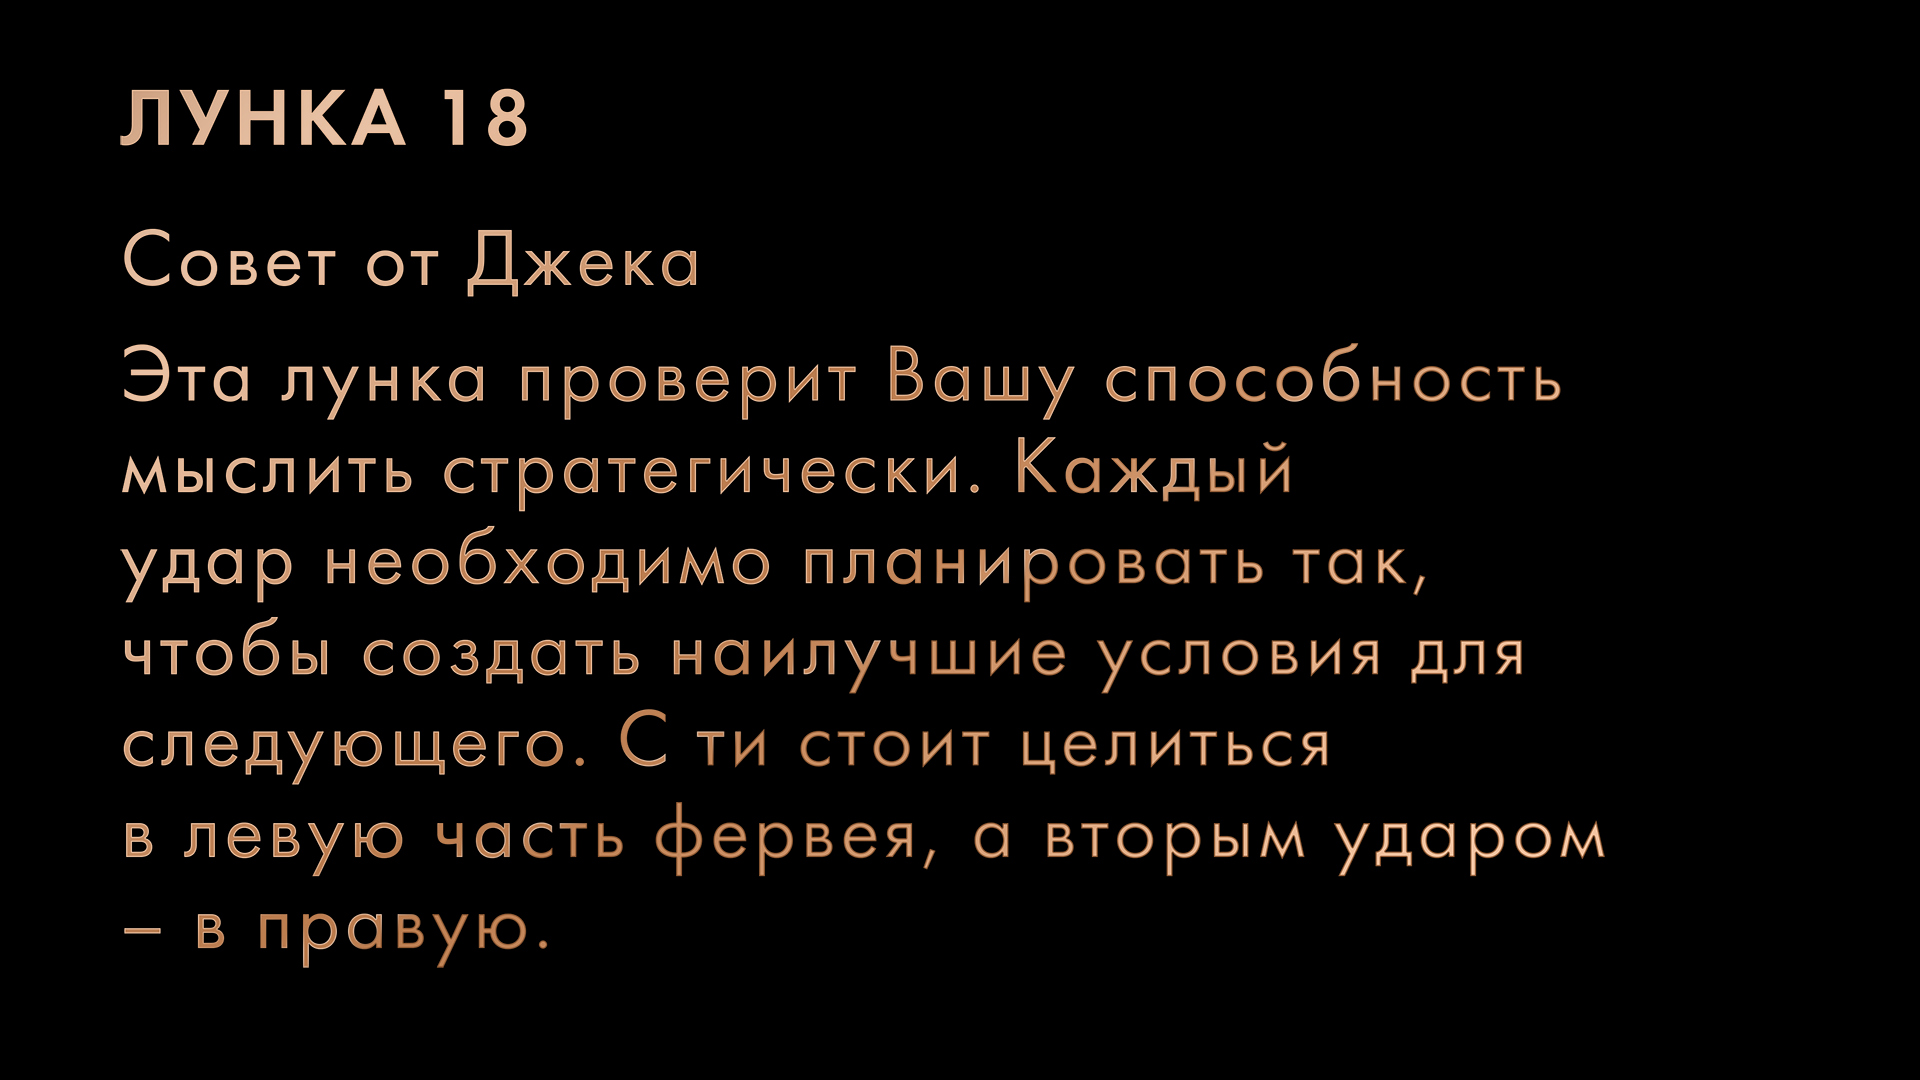 ЛУНКА 18
Совет от Джека
Эта лунка проверит Вашу способность
мыслить стратегически. Каждый
удар необходимо планировать так,
чтобы создать наилучшие условия для
следующего. С ти стоит целиться
в левую часть фервея, а вторым ударом
– в правую.